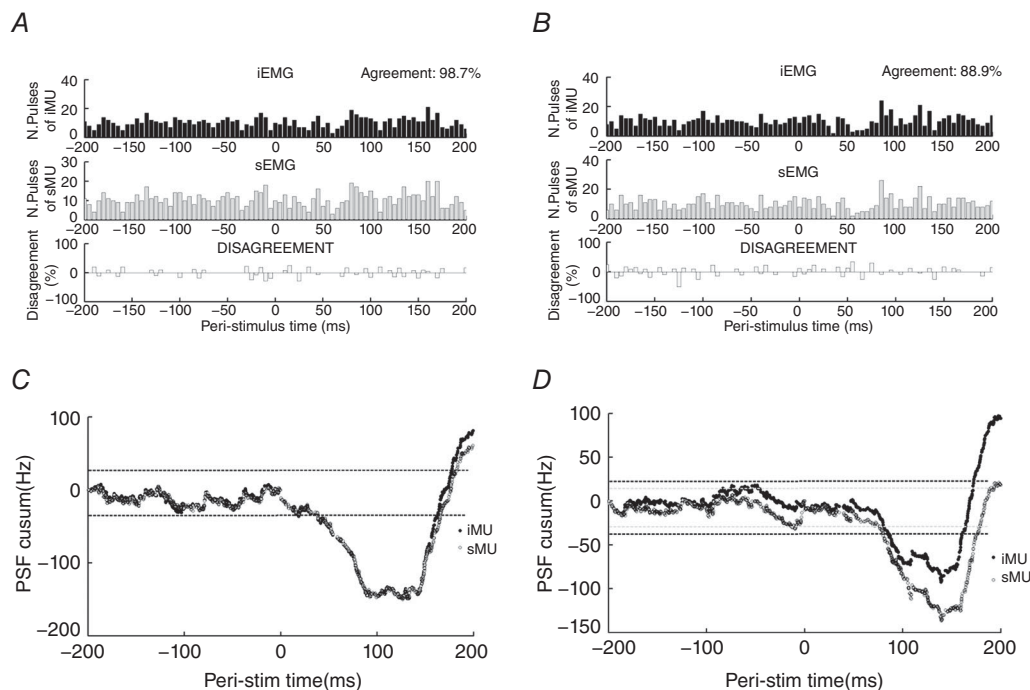 A
iEMG
Agreement: 98.7%
N.Pulses
of iMU
40
20
0
−200 −150 −100 −50 0 50 100 150 200
sEMG
N.Pulses
of sMU
30
20
10
0
−200 −150 −100 −50 0 50 100 150 200
DISAGREEMENT
Disagreement
(%)
100
0
−100
−200 −150 −100 −50 0 50 100 150 200
Peri-stimulus time (ms)
B
iEMG
Agreement: 88.9%
N.Pulses
of iMU
40
20
0
−200 −150 −100 −50 0 50 100 150 200
sEMG
N.Pulses
of sMU
40
20
0
−200 −150 −100 −50 0 50 100 150 200
DISAGREEMENT
Disagreement
(%)
100
0
−100
−200 −150 −100 −50 0 50 100 150 200
Peri-stimulus time (ms)
C
PSF cusum(Hz)
100
0
−100
−200
iMU
sMU
−200 −100 0 100 200
Peri-stim time(ms)
D
PSF cusum(Hz)
100
50
0
−50
−100
−150
iMU
sMU
−200 −100 0 100 200
Peri-stim time(ms)